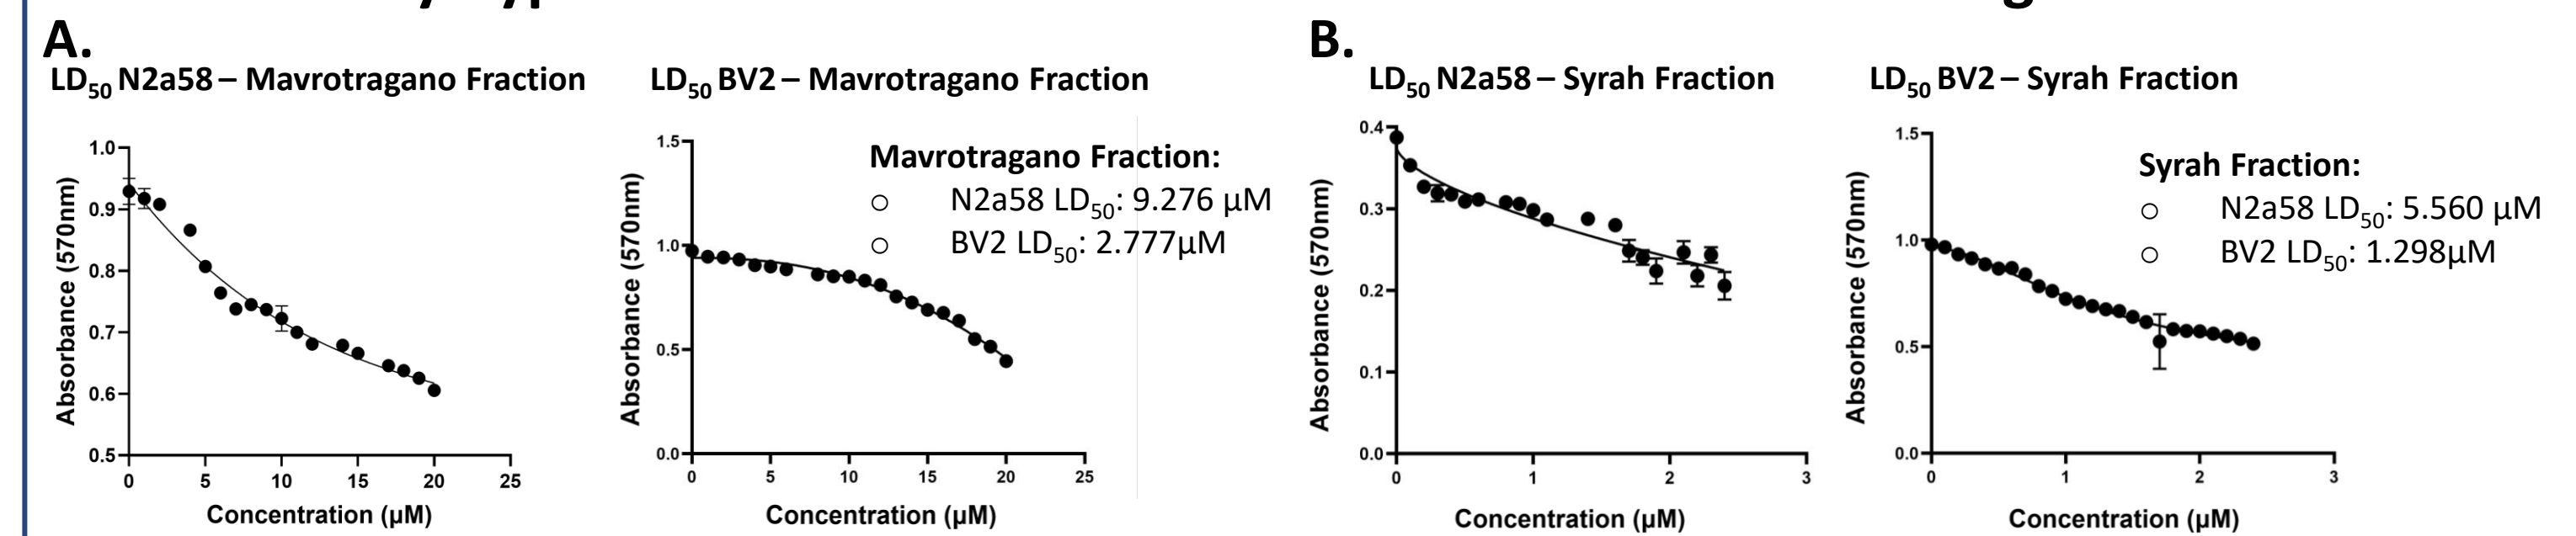 A.
LD50 N2a58 – Mavrotragano Fraction
1.0
0.9
0.8
0.7
0.6
0.5
0 5 10 15 20 25
Absorbance (570nm)
Concentration (µM)
LD50 BV2 – Mavrotragano Fraction
1.5
1.0
0.5
0.0
0 5 10 15 20 25
Absorbance (570nm)
Concentration (µM)
Mavrotragano Fraction:
○ N2a58 LD50: 9.276 µM
○ BV2 LD50: 2.777µM
B.
LD50 N2a58 – Syrah Fraction
0.4
0.3
0.2
0.1
0.0
0 1 2 3
Absorbance (570nm)
Concentration (µM)
LD50 BV2 – Syrah Fraction
1.5
1.0
0.5
0.0
0 1 2 3
Absorbance (570nm)
Concentration (µM)
Syrah Fraction:
○ N2a58 LD50: 5.560 µM
○ BV2 LD50: 1.298µM